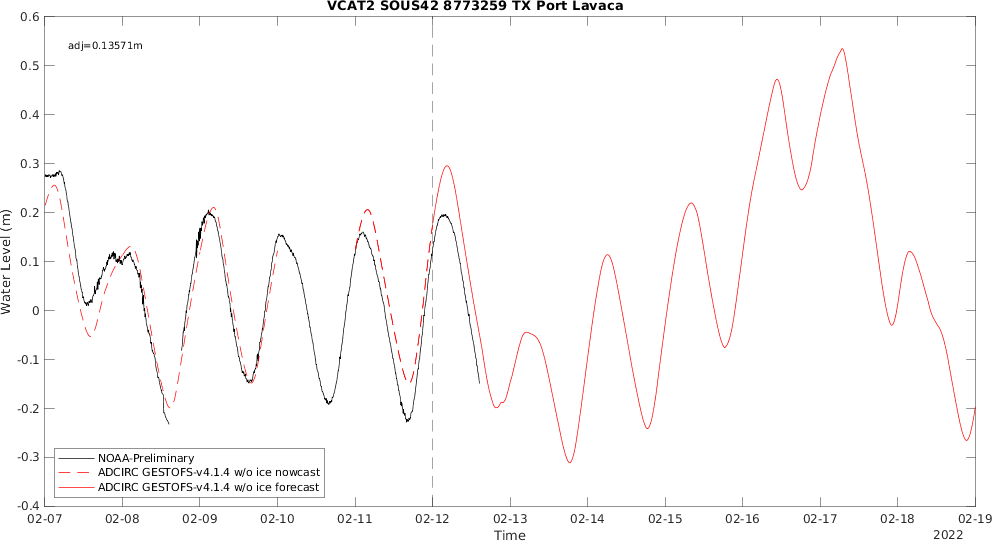 VCAT2 SOUS42 8773259 TX Port Lavaca
adj=0.13571m
0.6
0.5
0.4
0.3
0.2
0.1
0
-0.1
-0.2
-0.3
-0.4
Water Level (m)
NOAA-Preliminary
ADCIRC GESTOFS-v4.1.4 w/o ice nowcast
ADCIRC GESTOFS-v4.1.4 w/o ice forecast
02-07 02-08 02-09 02-10 02-11 02-12 02-13 02-14 02-15 02-16 02-17 02-18 02-19
Time
2022